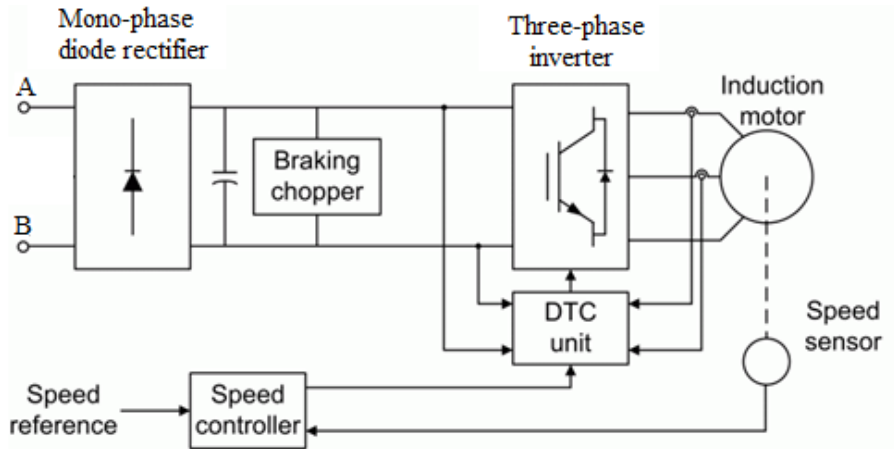 Mono-phase
diode rectifier
Three-phase
inverter
A
Induction
motor
Braking
chopper
B
DTC
unit
Speed
sensor
Speed
reference
Speed
controller